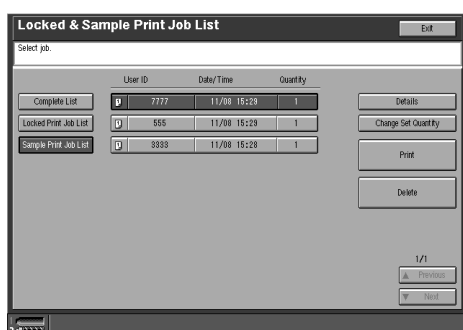 Locked & Sample Print Job List
Exit
Select job.
User ID Date/Time Quantity
Complete List 7777 11/08 15:29 1 Details
Locked Print Job List 555 11/08 15:29 1 Change Set Quantity
Sample Print Job List 3333 11/08 15:28 1
Print
Delete
1/1
▲ Previous
▼ Next